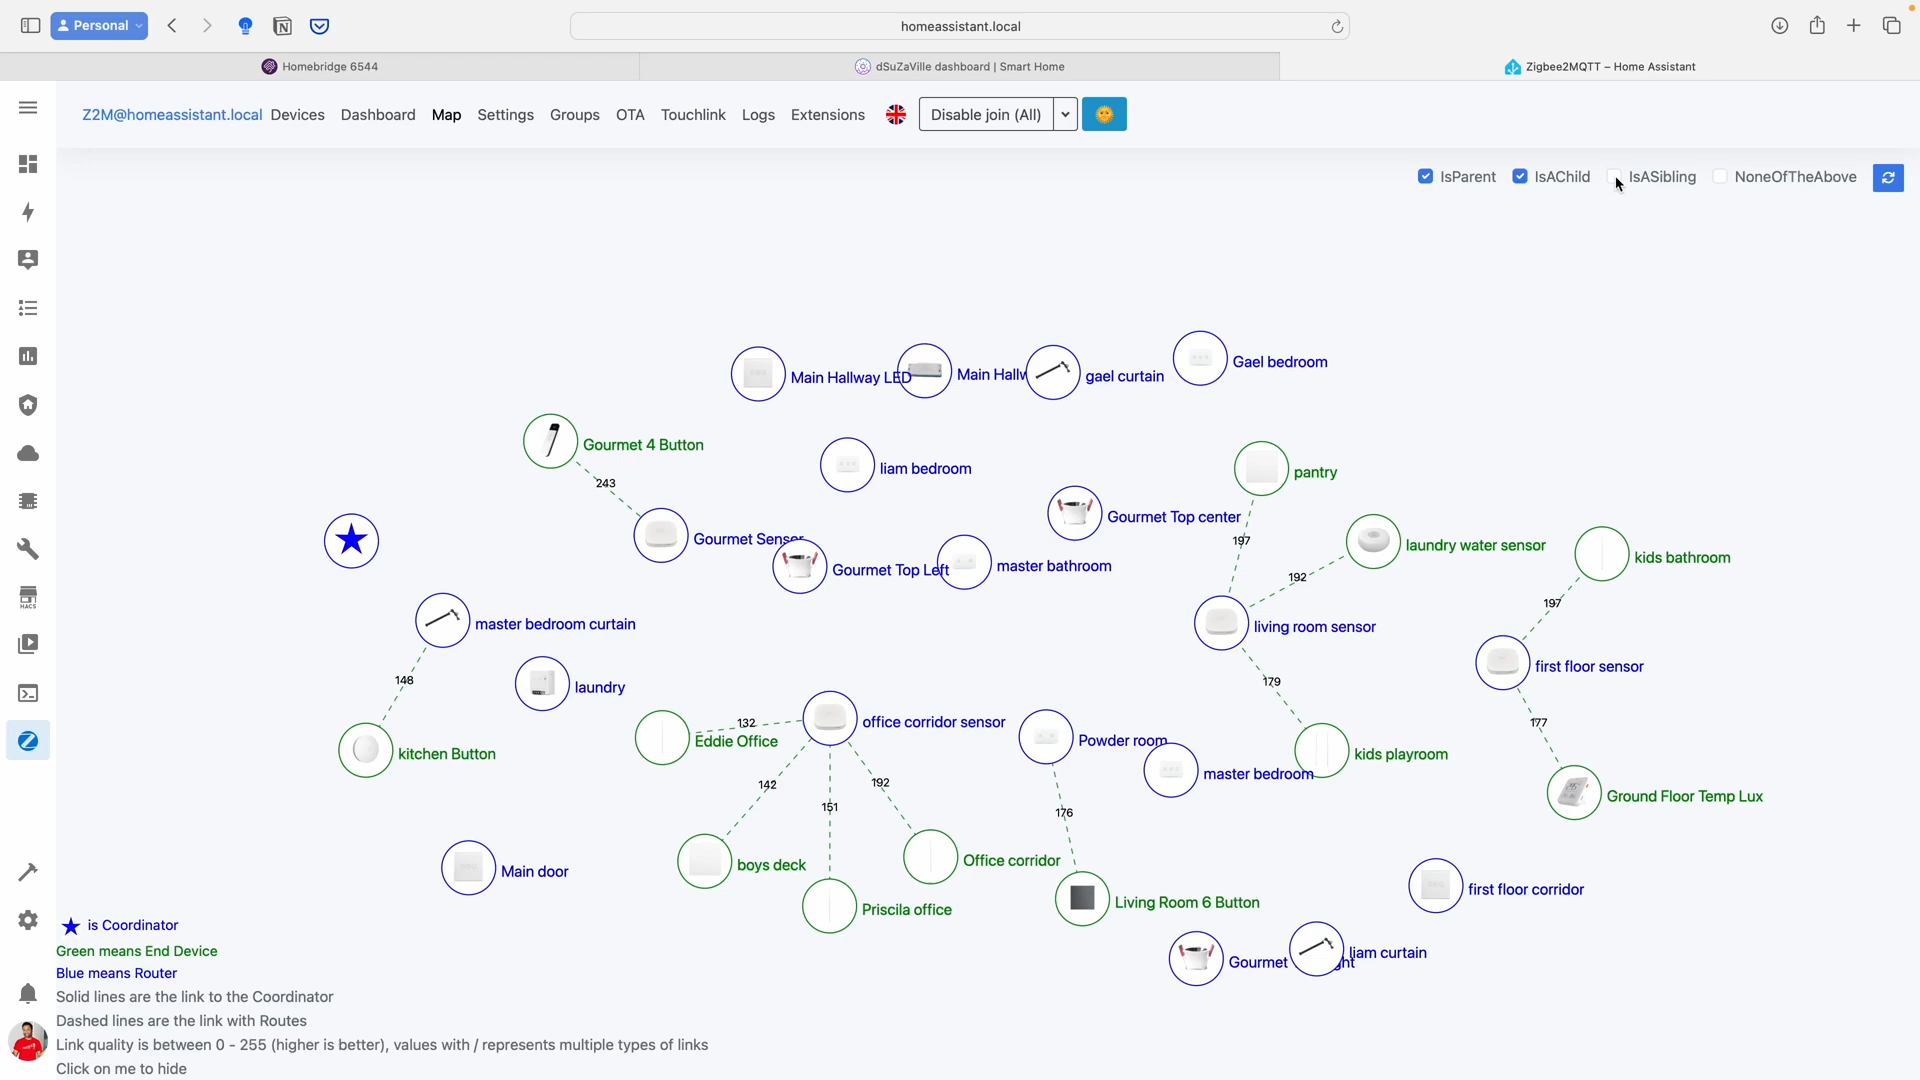 Personal
homeassistant.local
Homebridge 6544
dSuZaVille dashboard | Smart Home
Zigbee2MQTT – Home Assistant
Z2M@homeassistant.local Devices Dashboard Map Settings Groups OTA Touchlink Logs Extensions Disable join (All)
IsParent IsAChild IsASibling NoneOfTheAbove
Gael bedroom
Main Hallway LED
Main Hallw
gael curtain
Gourmet 4 Button
liam bedroom
pantry
243
Gourmet Top center
Gourmet Sensor
197
laundry water sensor
kids bathroom
Gourmet Top Left
master bathroom
192
197
HACS
master bedroom curtain
living room sensor
first floor sensor
148
laundry
179
132
office corridor sensor
177
Eddie Office
Powder room
kitchen Button
kids playroom
master bedroom
142
192
Ground Floor Temp Lux
151
176
boys deck
Office corridor
Main door
first floor corridor
Priscila office
Living Room 6 Button
liam curtain
Gourmet
ht
is Coordinator
Green means End Device
Blue means Router
Solid lines are the link to the Coordinator
Dashed lines are the link with Routes
Link quality is between 0 - 255 (higher is better), values with / represents multiple types of links
Click on me to hide